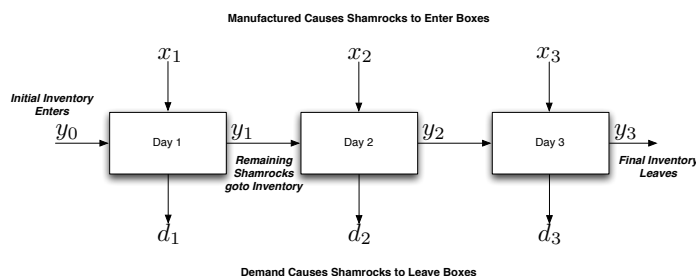 Manufactured Causes Shamrocks to Enter Boxes
x1 x2 x3
Initial Inventory
Enters
y0 Day 1 y1 Day 2 y2 Day 3 y3
Remaining
Shamrocks
goto Inventory
Final Inventory
Leaves
d1 d2 d3
Demand Causes Shamrocks to Leave Boxes